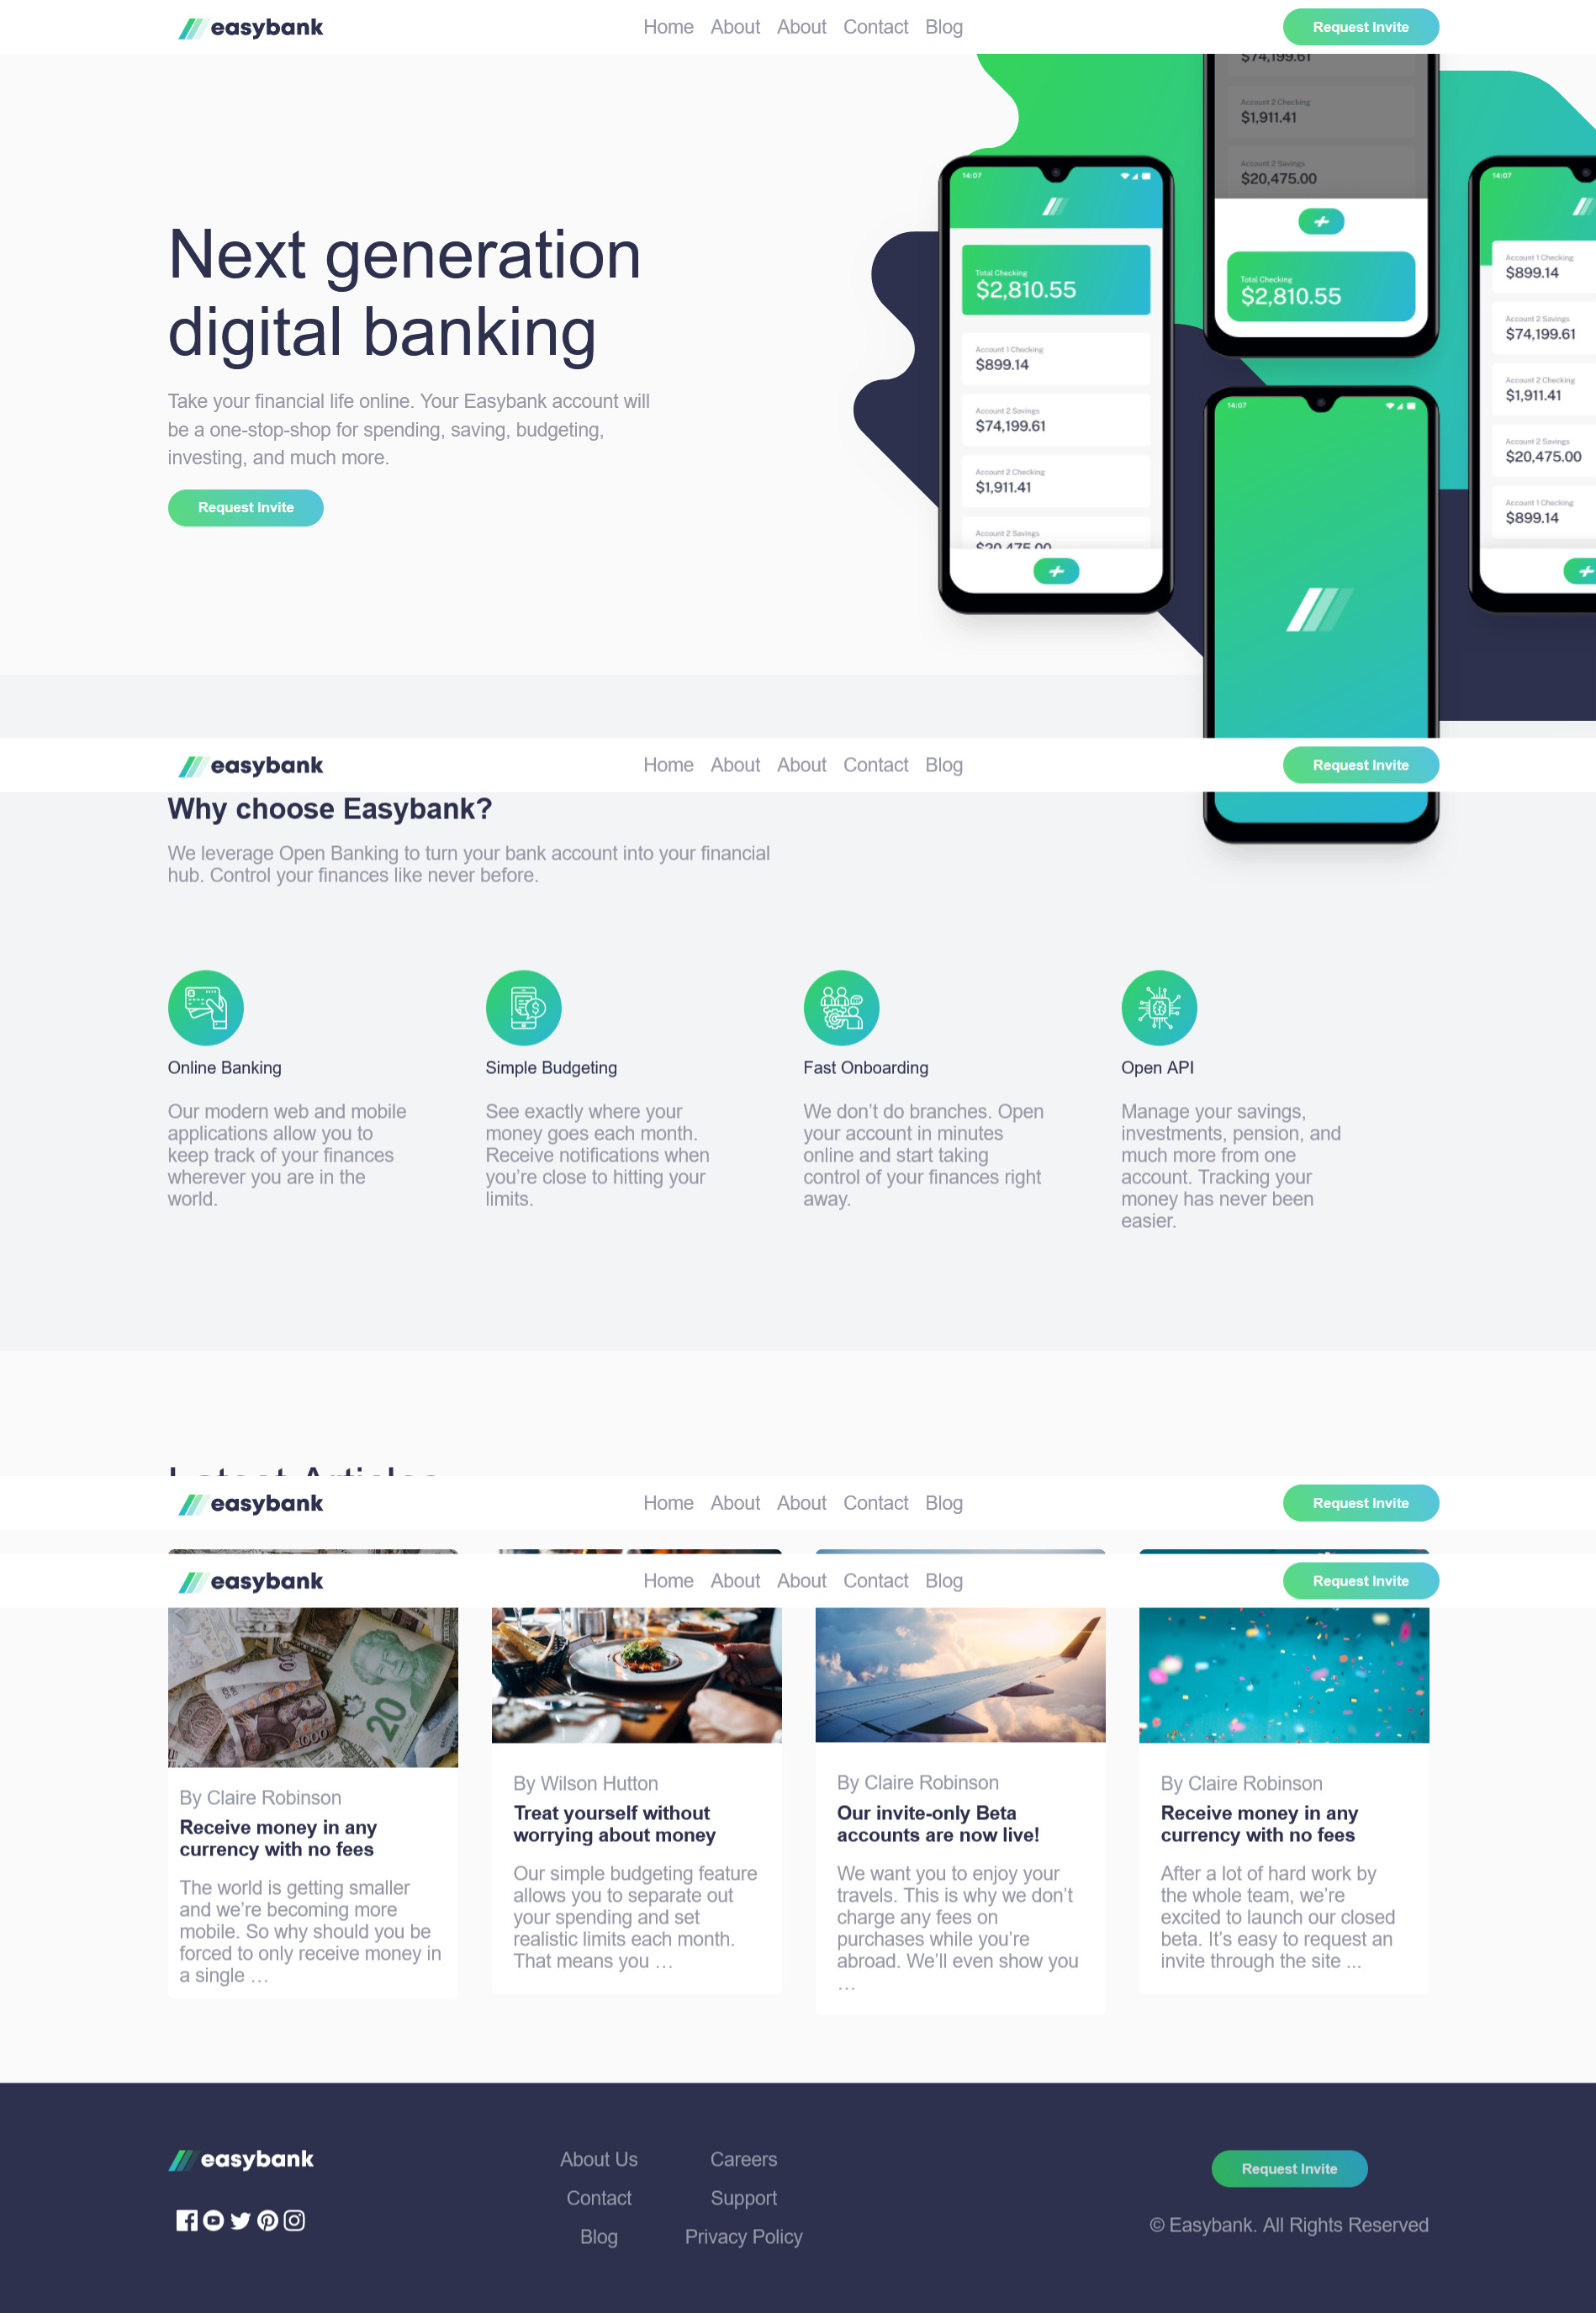 easybank
Home About About Contact Blog
Request Invite
$74,199.61
Account 2 Checking
$1,911.41
Account 2 Savings
$20,475.00
Total Checking
$2,810.55
14:07
Total Checking
$2,810.55
Account 1 Checking
$899.14
Account 2 Savings
$74,199.61
Account 2 Checking
$1,911.41
Account 2 Savings
$20,475.00
14:07
Account 1 Checking
$899.14
Account 2 Savings
$74,199.61
Account 2 Checking
$1,911.41
Account 2 Savings
$20,475.00
Account 1 Checking
$899.14
14:07
Next generation
digital banking
Take your financial life online. Your Easybank account will
be a one-stop-shop for spending, saving, budgeting,
investing, and much more.
Request Invite
easybank
Home About About Contact Blog
Request Invite
Why choose Easybank?
We leverage Open Banking to turn your bank account into your financial
hub. Control your finances like never before.
Online Banking
Our modern web and mobile
applications allow you to
keep track of your finances
wherever you are in the
world.
Simple Budgeting
See exactly where your
money goes each month.
Receive notifications when
you’re close to hitting your
limits.
Fast Onboarding
We don’t do branches. Open
your account in minutes
online and start taking
control of your finances right
away.
Open API
Manage your savings,
investments, pension, and
much more from one
account. Tracking your
money has never been
easier.
Latest Articles
easybank
Home About About Contact Blog
Request Invite
easybank
Home About About Contact Blog
Request Invite
20
1000
By Claire Robinson
Receive money in any
currency with no fees
The world is getting smaller
and we’re becoming more
mobile. So why should you be
forced to only receive money in
a single …
By Wilson Hutton
Treat yourself without
worrying about money
Our simple budgeting feature
allows you to separate out
your spending and set
realistic limits each month.
That means you …
By Claire Robinson
Our invite-only Beta
accounts are now live!
We want you to enjoy your
travels. This is why we don’t
charge any fees on
purchases while you’re
abroad. We’ll even show you
…
By Claire Robinson
Receive money in any
currency with no fees
After a lot of hard work by
the whole team, we’re
excited to launch our closed
beta. It’s easy to request an
invite through the site ...
easybank
About Us
Contact
Blog
Careers
Support
Privacy Policy
Request Invite
© Easybank. All Rights Reserved